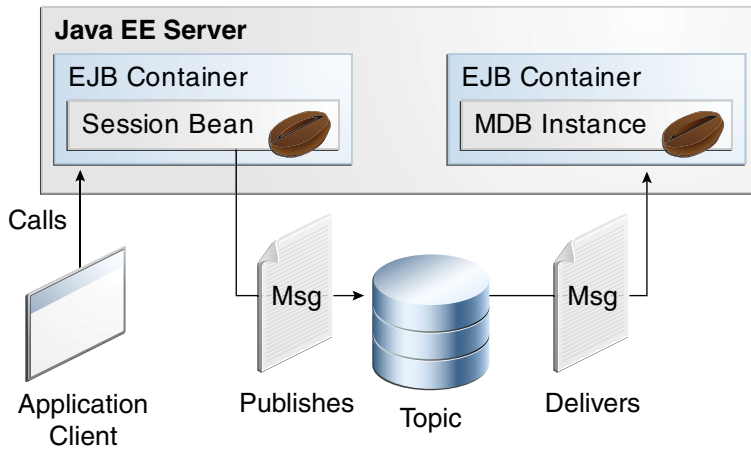 Java EE Server
EJB Container
Session Bean
EJB Container
MDB Instance
Calls
Msg
Msg
Application
Client
Publishes
Topic
Delivers